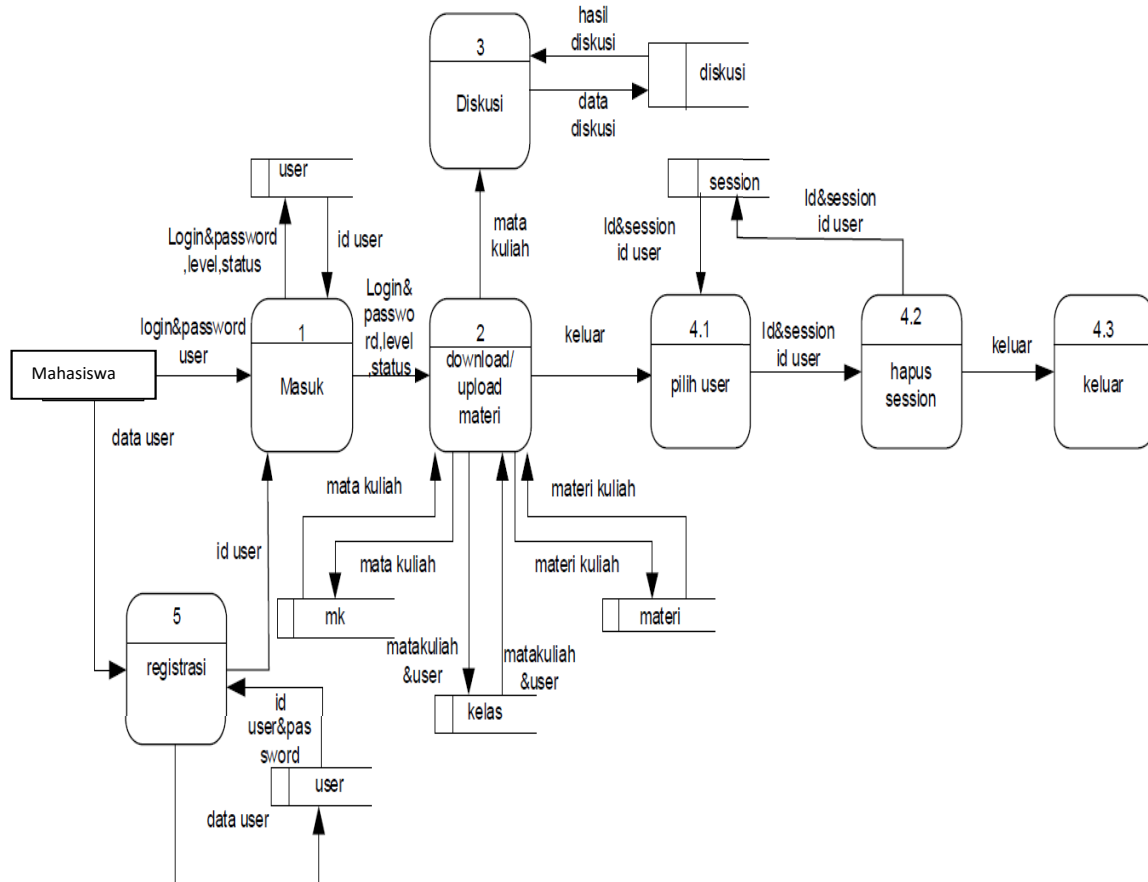 hasil
diskusi
3
Diskusi
diskusi
data
diskusi
user
session
Login&password
,level,status
id user
mata
kuliah
Id&session
id user
Id&session
id user
Login&
passwo
rd,level
,status
login&password
user
Mahasiswa
1
Masuk
2
download/
upload
materi
keluar
4.1
pilih user
Id&session
id user
4.2
hapus
session
keluar
4.3
keluar
data user
mata kuliah
materi kuliah
id user
mata kuliah
materi kuliah
5
registrasi
mk
materi
matakuliah
&user
matakuliah
&user
kelas
id
user&pas
sword
user
data user